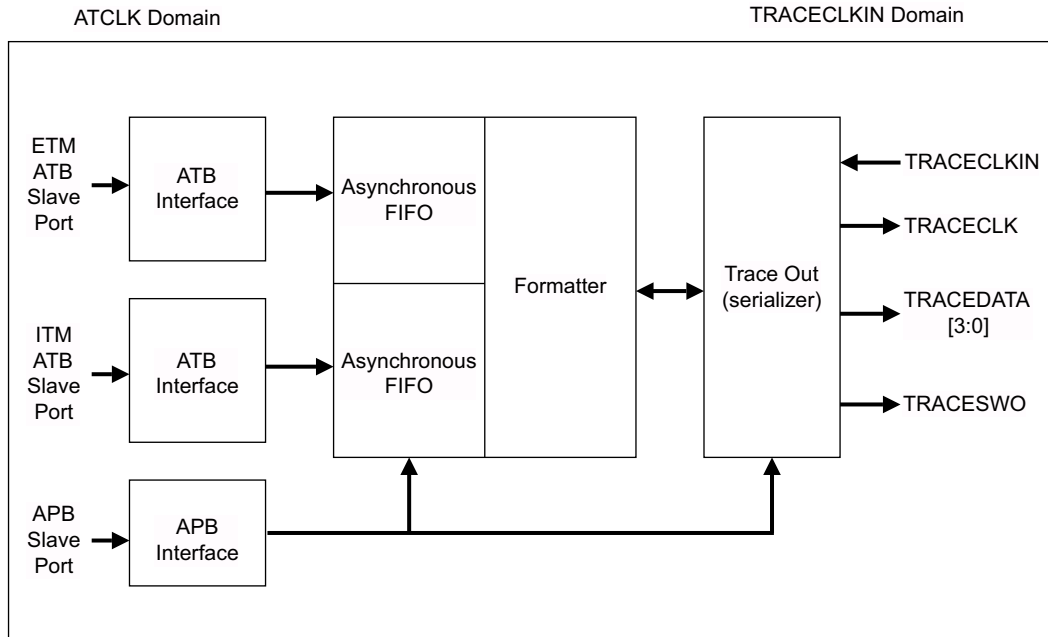 ATCLK Domain
TRACECLKIN Domain
ETM
ATB
Slave
Port
ATB
Interface
Asynchronous
FIFO
Formatter
Trace Out
(serializer)
TRACECLKIN
TRACECLK
TRACEDATA
[3:0]
TRACESWO
ITM
ATB
Slave
Port
ATB
Interface
Asynchronous
FIFO
APB
Slave
Port
APB
Interface